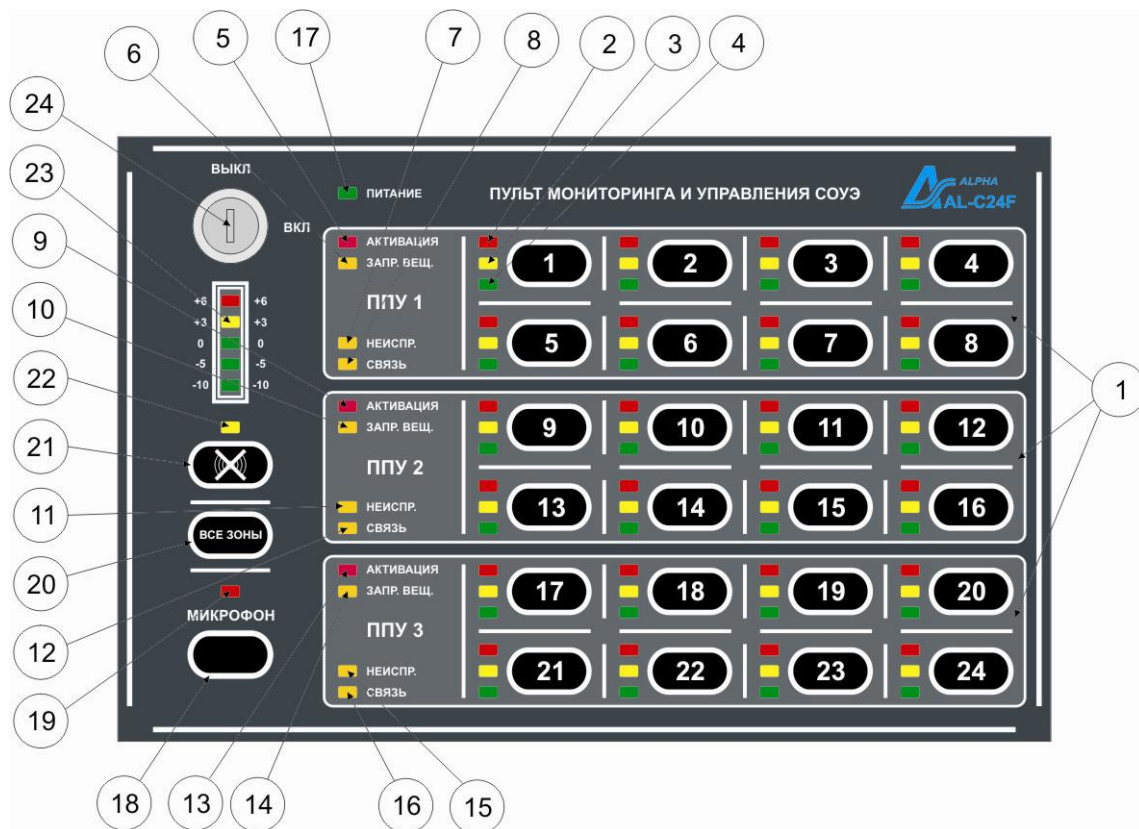 6 5 17 7 8 2 3 4
24
ВЫКЛ
23
ПИТАНИЕ ПУЛЬТ МОНИТОРИНГА И УПРАВЛЕНИЯ СОУЭ ALPHA
AL-C24F
ВКЛ
9
АКТИВАЦИЯ
ЗАПР. ВЕЩ.
1 2 3 4
ППУ 1
10
+6 +6
+3 +3
0 0
-5 -5
-10 -10
НЕИСПР.
СВЯЗЬ
5 6 7 8
22
1
АКТИВАЦИЯ
ЗАПР. ВЕЩ.
9 10 11 12
21
ППУ 2
11
НЕИСПР.
СВЯЗЬ
13 14 15 16
ВСЕ ЗОНЫ
20
АКТИВАЦИЯ
ЗАПР. ВЕЩ.
17 18 19 20
МИКРОФОН
ППУ 3
12
НЕИСПР.
СВЯЗЬ
21 22 23 24
19
18 13 14 16 15